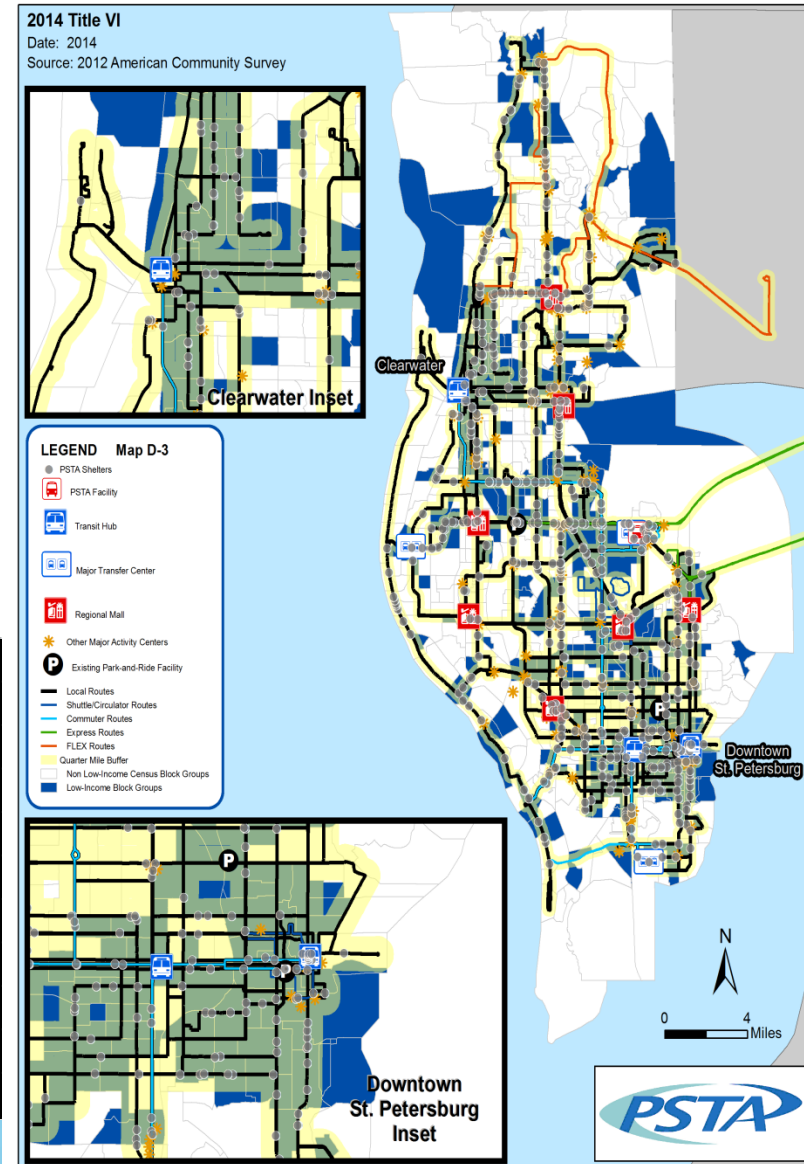 2014 Title VI
Date: 2014
Source: 2012 American Community Survey
Clearwater Inset
LEGEND Map D-3
PSTA Shelters
PSTA Facility
Transit Hub
Major Transfer Center
Regional Mall
Other Major Activity Centers
P
Existing Park-and-Ride Facility
Local Routes
Shuttle/Circulator Routes
Commuter Routes
Express Routes
FLEX Routes
Quarter Mile Buffer
Non Low-Income Census Block Groups
Low-Income Block Groups
Clearwater
P
P
Downtown
St. Petersburg
P
P
Downtown
St. Petersburg
Inset
N
0 4
Miles
PSTA